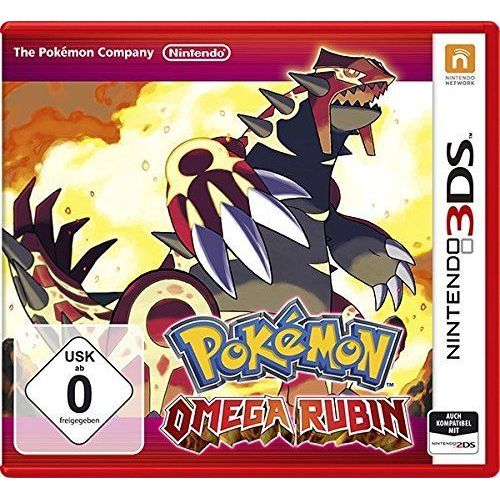 The Pokémon Company Nintendo
NINTENDO
NETWORK
NINTENDO 3DS
POKéMON
™
OMEGA RUBIN
USK
ab
0
freigegeben
AUCH
KOMPATIBEL
MIT
NINTENDO 2DS